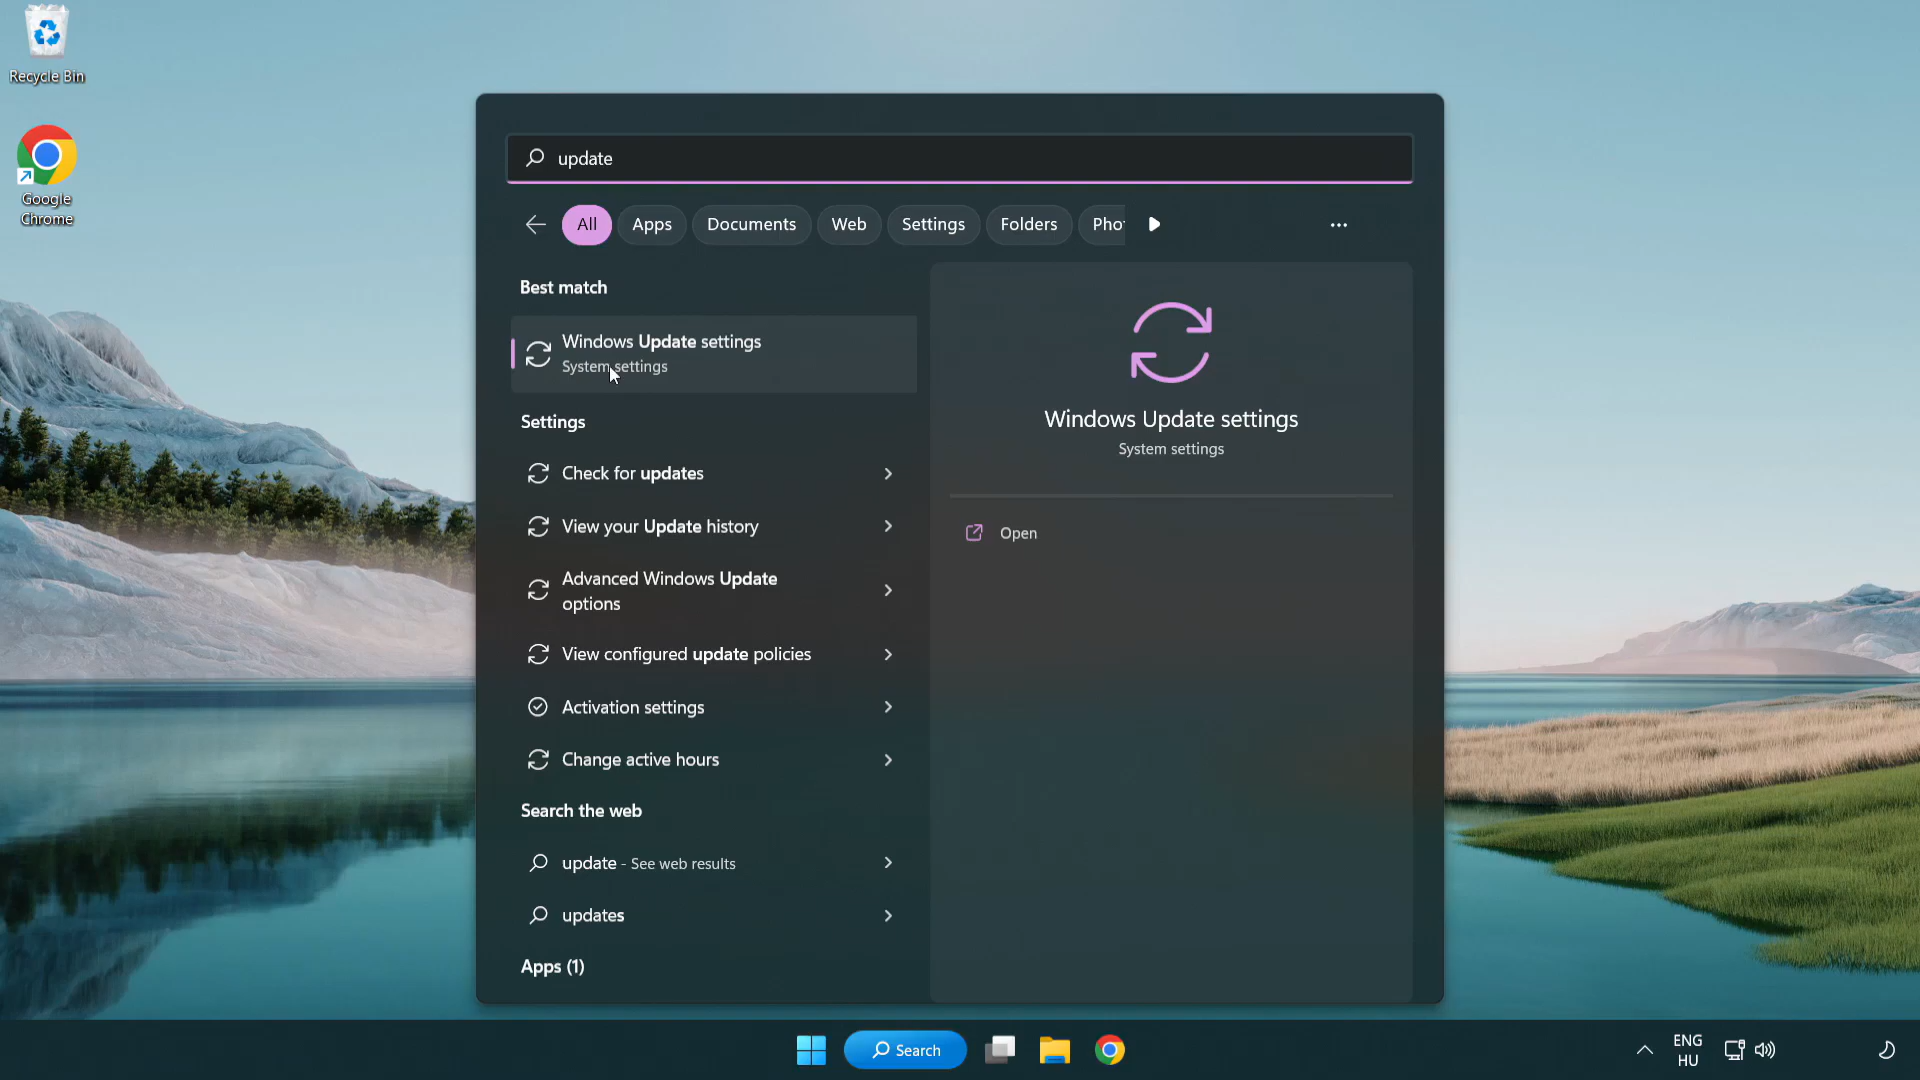 Recycle Bin
Google
Chrome
update
All
Apps
Documents
Web
Settings
Folders
Pho
Best match
Windows Update settings
System settings
Settings
Check for updates
View your Update history
Advanced Windows Update
options
View configured update policies
Activation settings
Change active hours
Search the web
update - See web results
updates
Apps (1)
Windows Update settings
System settings
Open
Search
ENG
HU